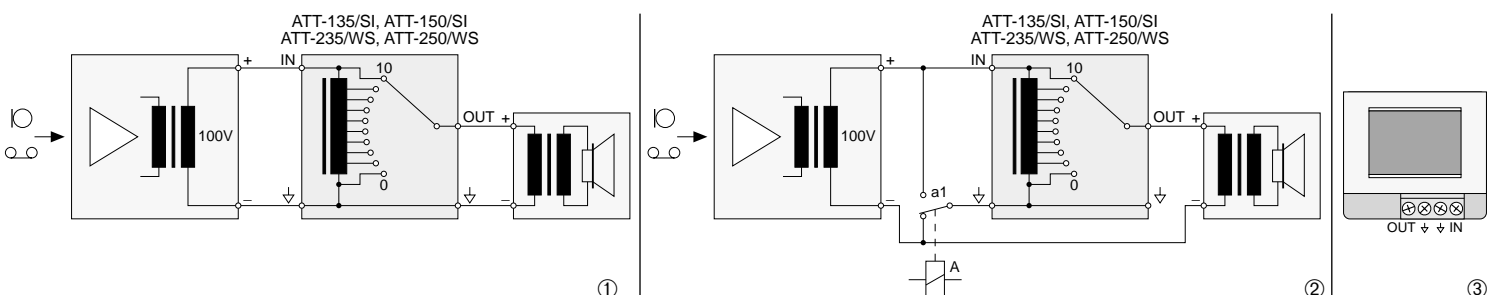 ATT-135/SI, ATT-150/SI
ATT-235/WS, ATT-250/WS
+
IN
10
100V
OUT
+
0
–
–
①
ATT-135/SI, ATT-150/SI
ATT-235/WS, ATT-250/WS
+
IN
10
100V
OUT
+
a1
0
–
–
A
②
OUT IN
③